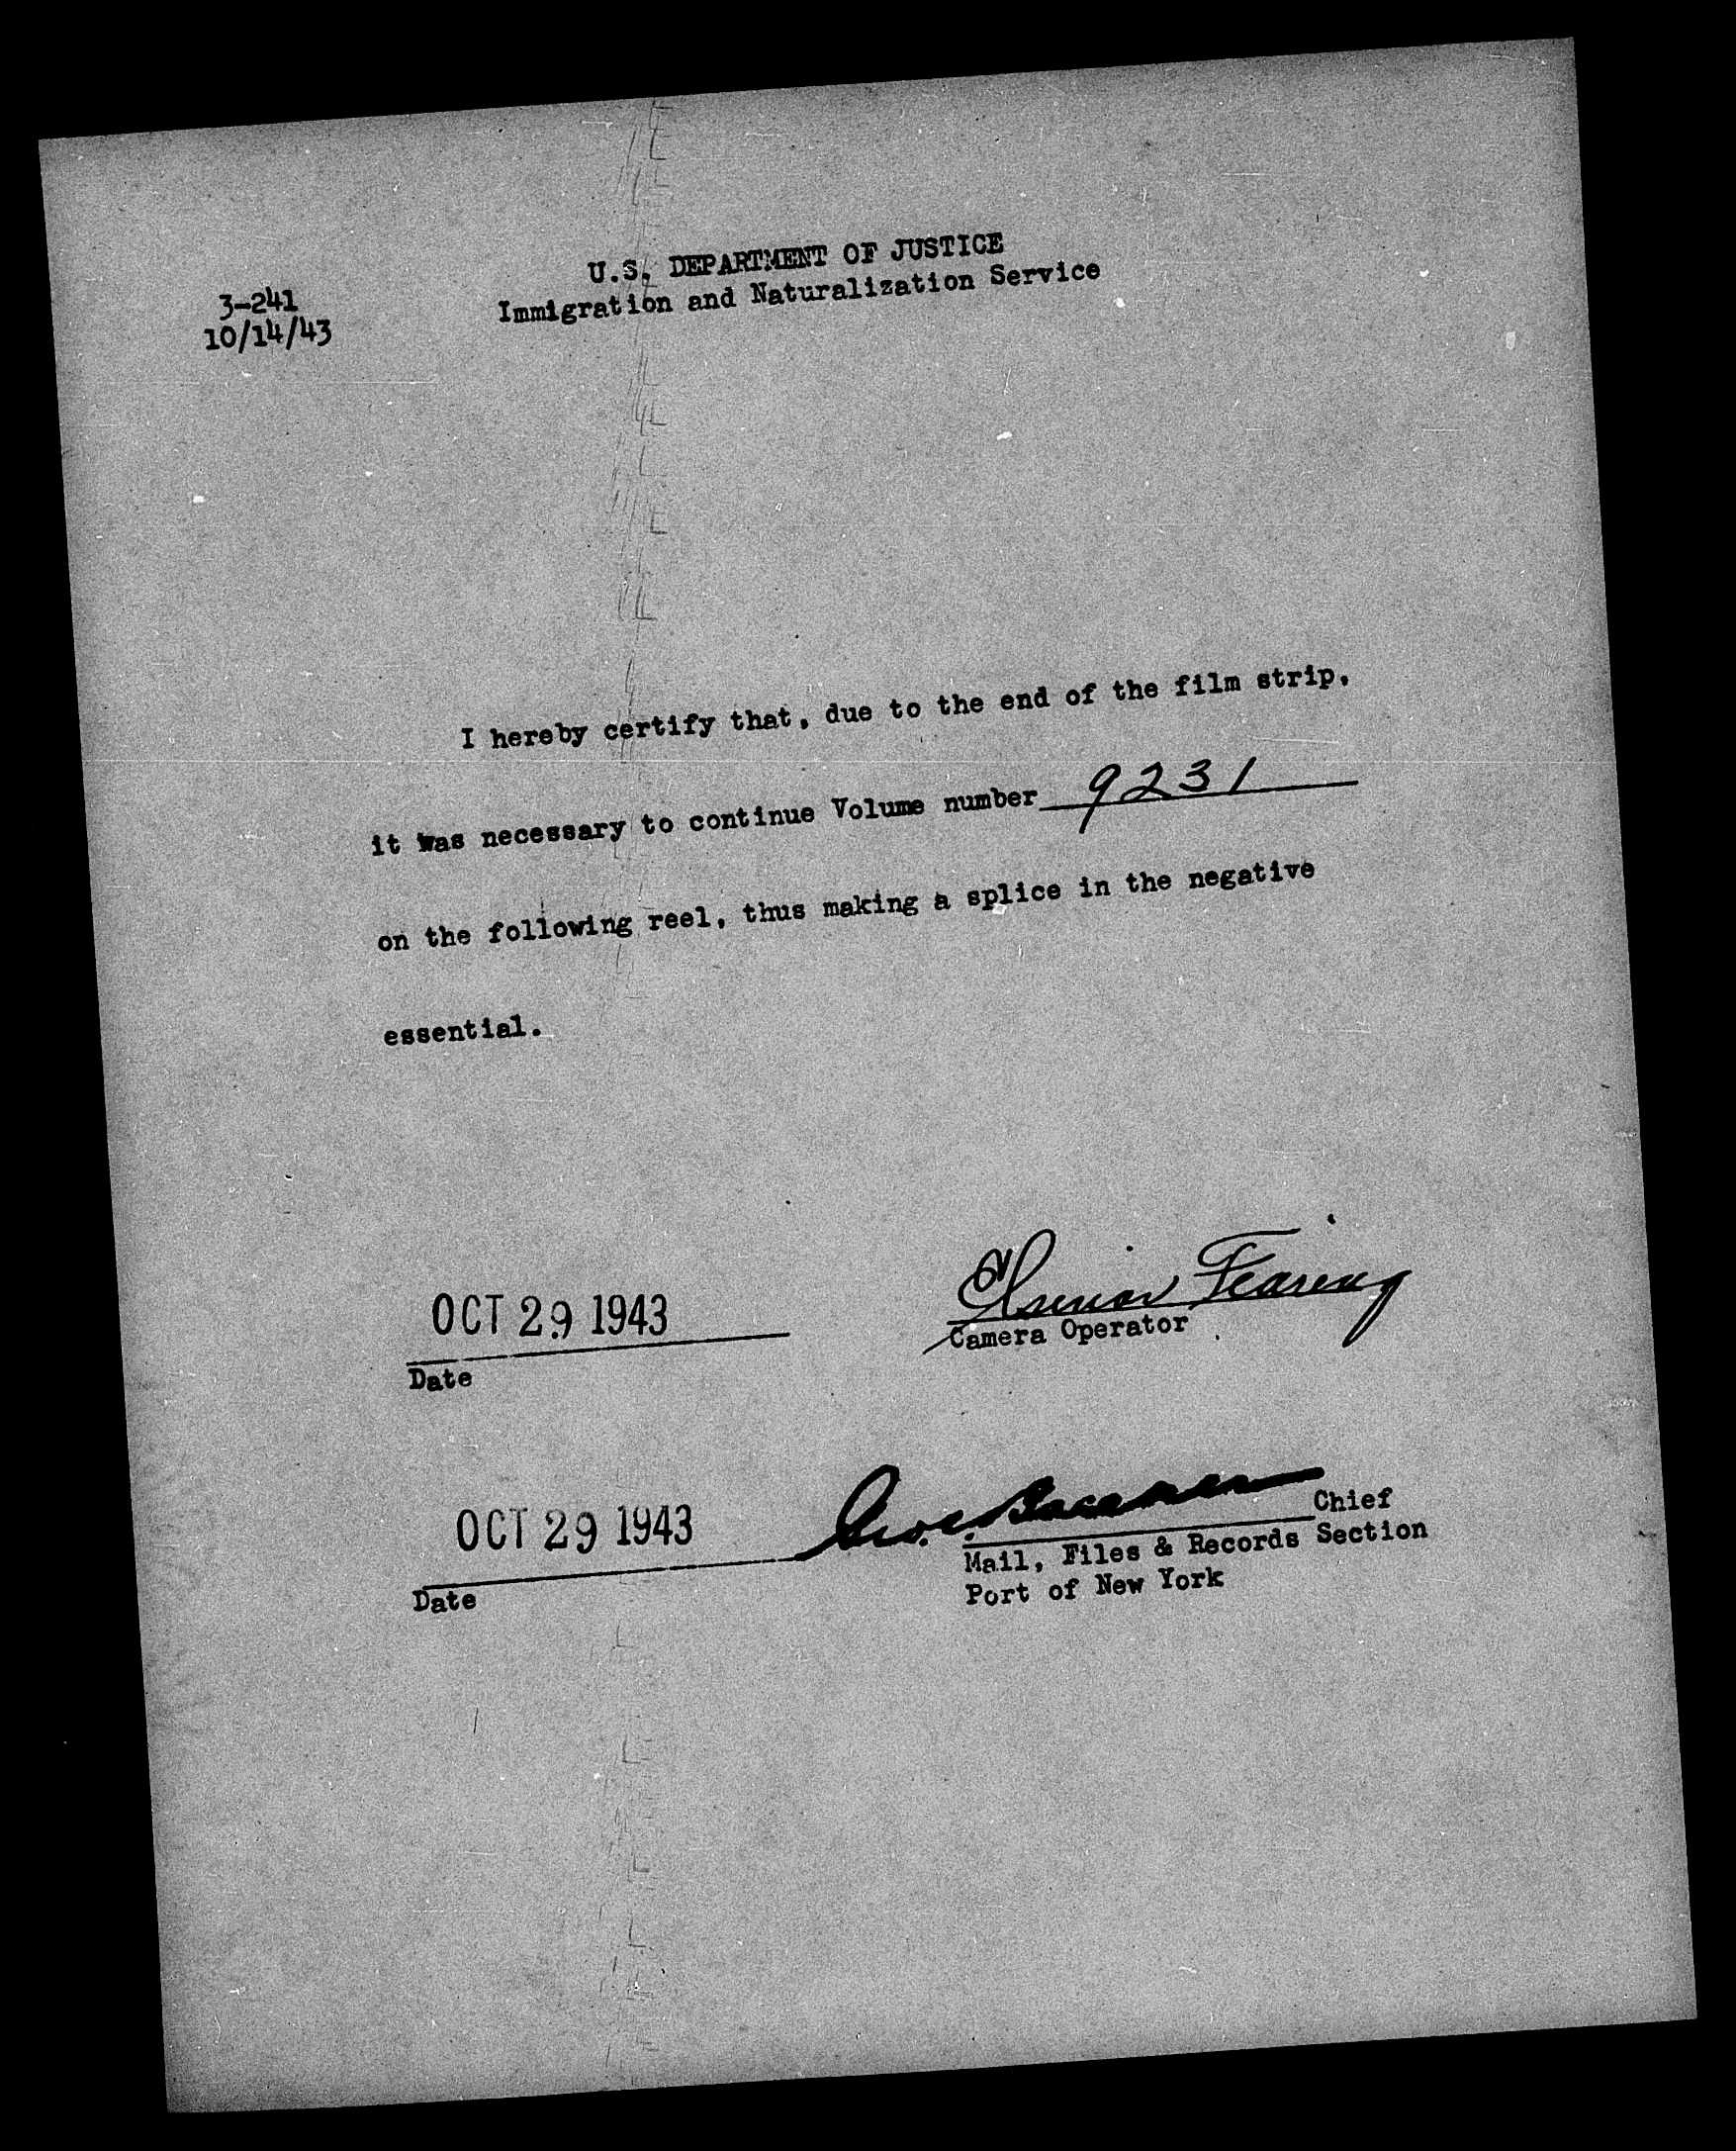 U.S. DEPARTMENT OF JUSTICE
Immigration and Naturalization Service
3-241
10/14/43
I hereby certify that, due to the end of the film strip,
it was necessary to continue Volume number 9231
on the following reel, thus making a splice in the negative
essential.
OCT 29 1943
Date
Fearing
Camera Operator
OCT 29 1943
Date
Chief
Mail, Files & Records Section
Port of New York